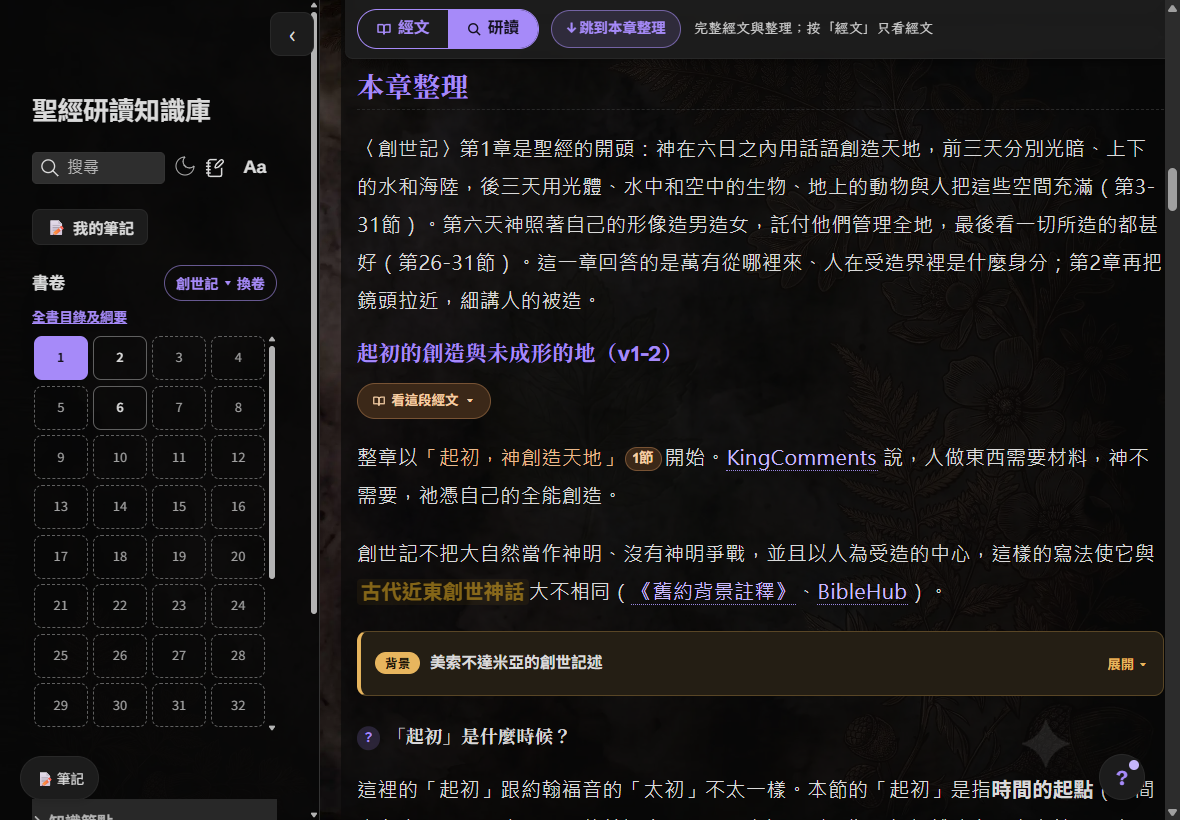 ‹
聖經研讀知識庫
搜尋
Aa
我的筆記
書卷
創世記 ▾ 換卷
全書目錄及綱要
1 2 3 4
5 6 7 8
9 10 11 12
13 14 15 16
17 18 19 20
21 22 23 24
25 26 27 28
29 30 31 32
筆記
經文 研讀 ↓跳到本章整理 完整經文與整理；按「經文」只看經文
本章整理
〈創世記〉第1章是聖經的開頭：神在六日之內用話語創造天地，前三天分別光暗、上下
的水和海陸，後三天用光體、水中和空中的生物、地上的動物與人把這些空間充滿（第3-
31節）。第六天神照著自己的形像造男造女，託付他們管理全地，最後看一切所造的都甚
好（第26-31節）。這一章回答的是萬有從哪裡來、人在受造界裡是什麼身分；第2章再把
鏡頭拉近，細講人的被造。
起初的創造與未成形的地（v1-2）
看這段經文 ▾
整章以「起初，神創造天地」1節開始。KingComments 說，人做東西需要材料，神不
需要，祂憑自己的全能創造。
創世記不把大自然當作神明、沒有神明爭戰，並且以人為受造的中心，這樣的寫法使它與
古代近東創世神話大不相同（《舊約背景註釋》、BibleHub）。
背景 美索不達米亞的創世記述 展開 ▾
? 「起初」是什麼時候？
這裡的「起初」跟約翰福音的「太初」不太一樣。本節的「起初」是指時間的起點（ 間
?